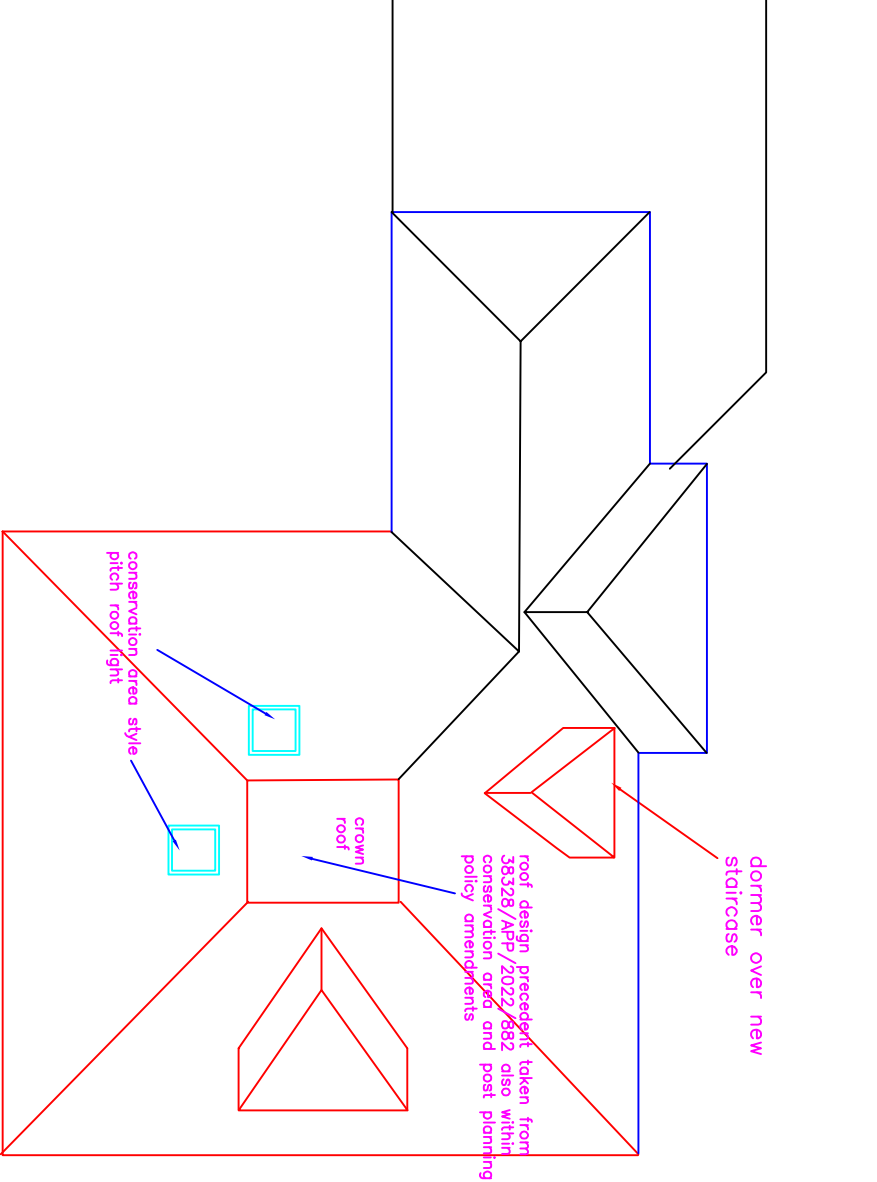 dormer over new
staircase
roof design precedent taken from
38328/APP/2022/882 also within
conservation area and post planning
policy amendments
crown
roof
conservation area style
pitch roof light